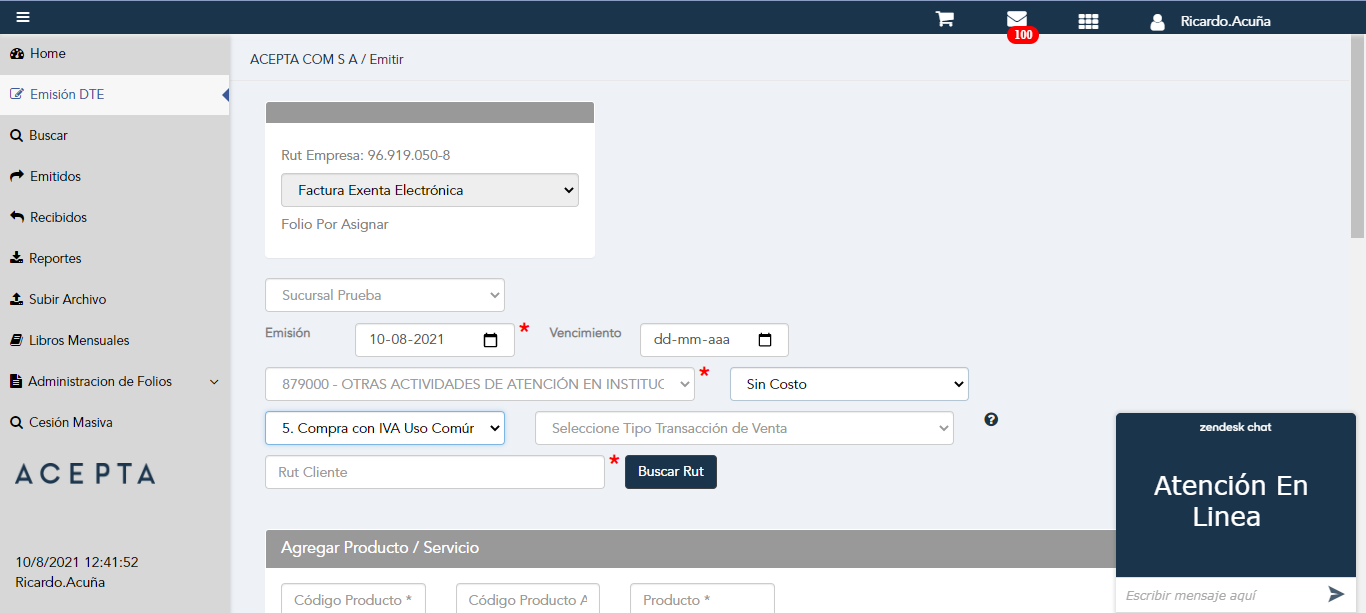 100
Ricardo.Acuña
Home
Emisión DTE
Buscar
Emitidos
Recibidos
Reportes
Subir Archivo
Libros Mensuales
Administracion de Folios
Cesión Masiva
ACEPTA
10/8/2021 12:41:52
Ricardo.Acuña
ACEPTA COM S A / Emitir
Rut Empresa: 96.919.050-8
Factura Exenta Electrónica
Folio Por Asignar
Sucursal Prueba
Emisión 10-08-2021 * Vencimiento dd-mm-aaa
879000 - OTRAS ACTIVIDADES DE ATENCIÓN EN INSTITUC * Sin Costo
5. Compra con IVA Uso Común Seleccione Tipo Transacción de Venta ?
Rut Cliente * Buscar Rut
Agregar Producto / Servicio
Código Producto * Código Producto A Producto *
zendesk chat
Atención En
Linea
Escribir mensaje aquí